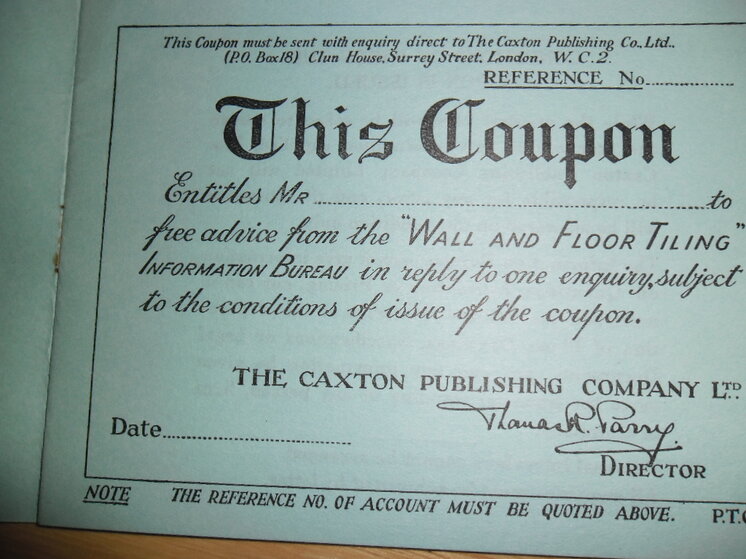 This Coupon must be sent with enquiry direct to The Caxton Publishing Co., Ltd.,
(P.O. Box 18) Clun House, Surrey Street, London, W. C. 2.
REFERENCE No..................
This Coupon
Entitles MR ............................................................ to
free advice from the "WALL AND FLOOR TILING"
INFORMATION BUREAU in reply to one enquiry, subject
to the conditions of issue of the coupon.
THE CAXTON PUBLISHING COMPANY LTD.
Thomas R. Parry.
Date..............................
DIRECTOR
NOTE THE REFERENCE NO. OF ACCOUNT MUST BE QUOTED ABOVE. P.T.O